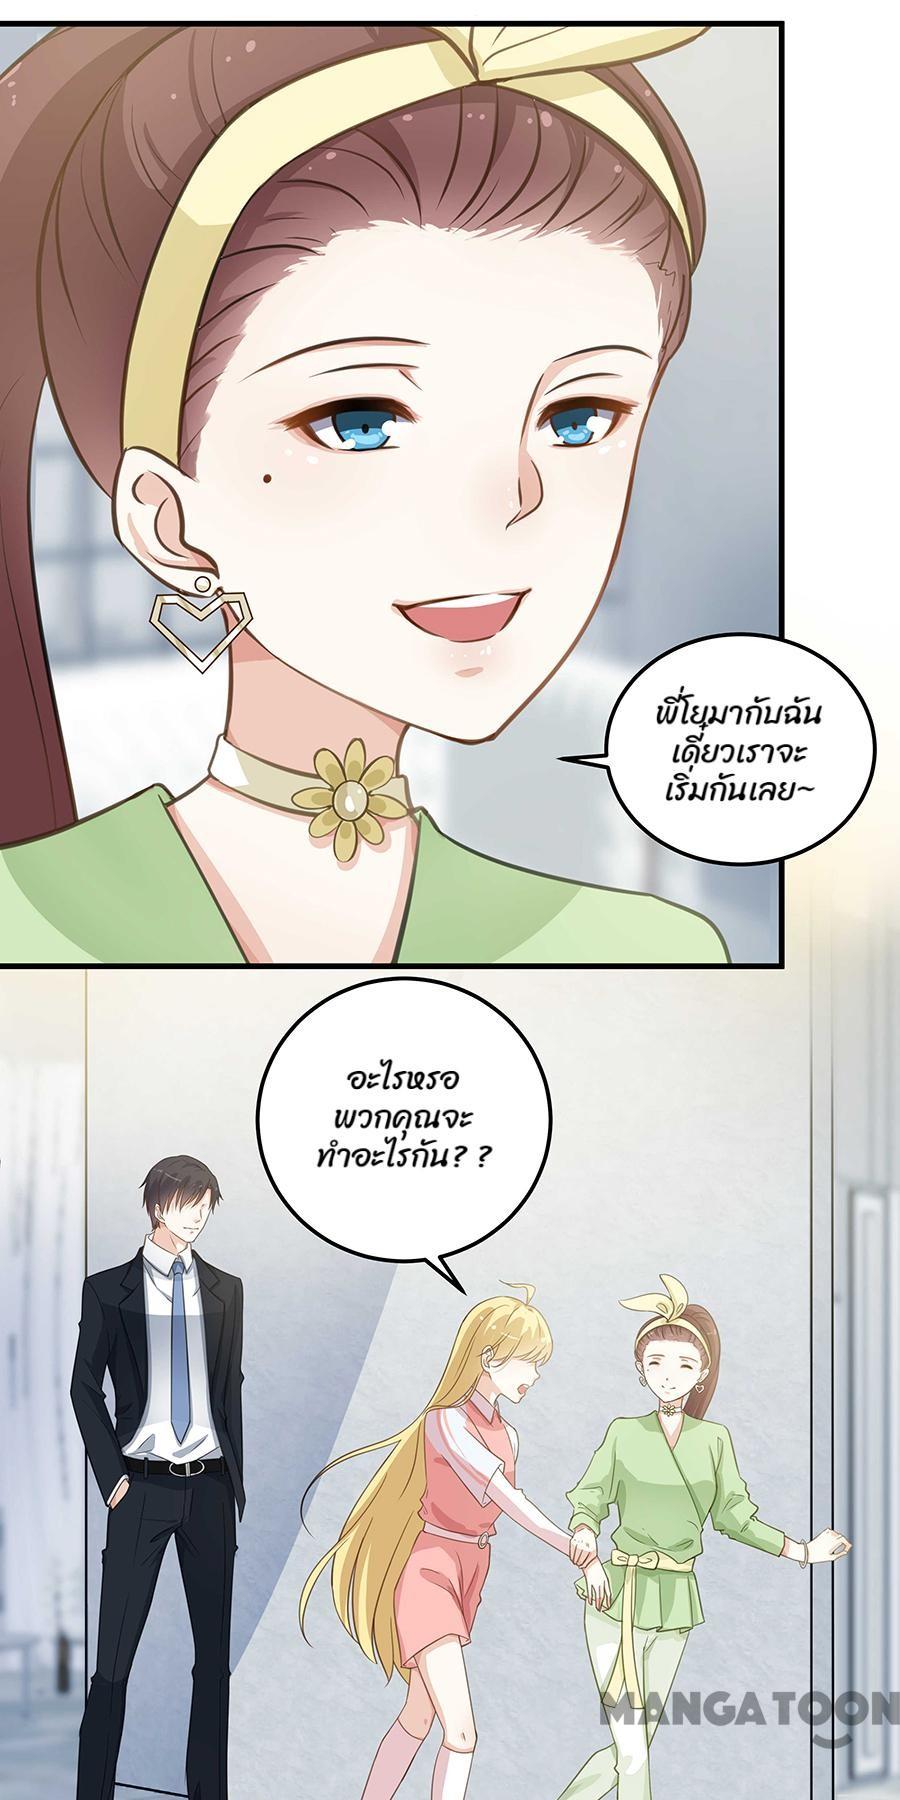 พี่โยมากับฉัน
เดี๋ยวเราจะ
เริ่มกันเลย~
อะไรหรอ
พวกคุณจะ
ทำอะไรกัน? ?
MANGA TOON